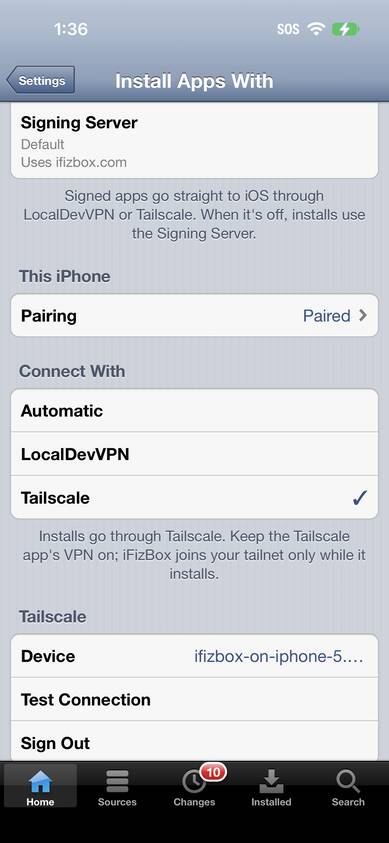 1:36
SOS
Settings
Install Apps With
Signing Server
Default
Uses ifizbox.com
Signed apps go straight to iOS through
LocalDevVPN or Tailscale. When it's off, installs use
the Signing Server.
This iPhone
Pairing
Paired
Connect With
Automatic
LocalDevVPN
Tailscale
Installs go through Tailscale. Keep the Tailscale
app's VPN on; iFizBox joins your tailnet only while it
installs.
Tailscale
Device
ifizbox-on-iphone-5....
Test Connection
Sign Out
10
Home
Sources
Changes
Installed
Search